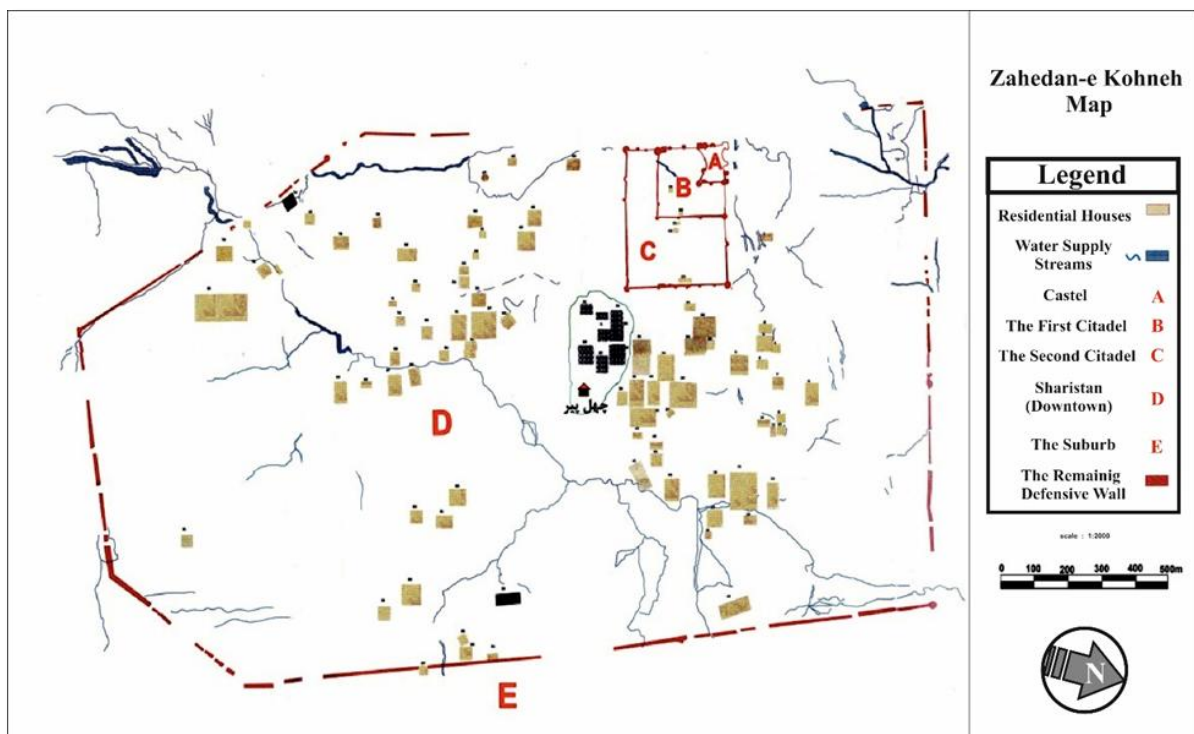 A
B
C
چهل پیر
D
E
Zahedan-e Kohneh
Map
Legend
Residential Houses
Water Supply
Streams
Castel A
The First Citadel B
The Second Citadel C
Sharistan
(Downtown) D
The Suburb E
The Remainig
Defensive Wall
scale : 1:2000
0 100 200 300 400 500m
N